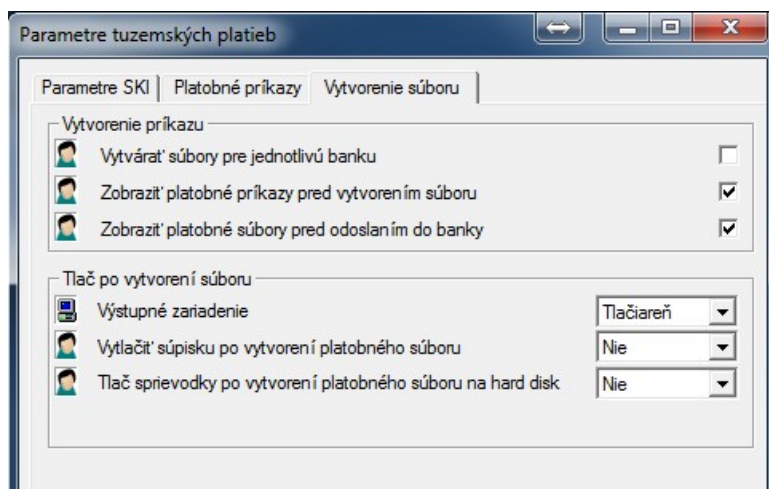 Parametre tuzemských platieb
Parametre SKI Platobné príkazy Vytvorenie súboru
Vytvorenie príkazu
Vytvárať súbory pre jednotlivú banku
Zobraziť platobné príkazy pred vytvorením súboru
Zobraziť platobné súbory pred odoslaním do banky
Tlač po vytvorení súboru
Výstupné zariadenie Tlačiareň
Vytlačiť súpisku po vytvorení platobného súboru Nie
Tlač sprievodky po vytvorení platobného súboru na hard disk Nie